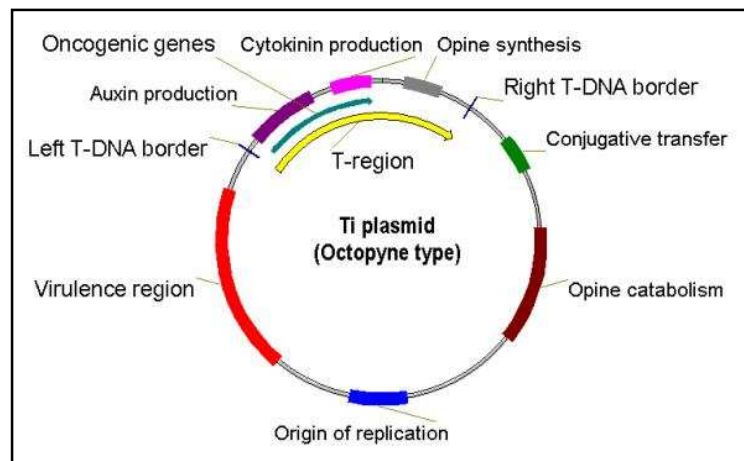 Oncogenic genes
Cytokinin production
Opine synthesis
Auxin production
Right T-DNA border
Left T-DNA border
T-region
Conjugative transfer
Ti plasmid
(Octopyne type)
Virulence region
Opine catabolism
Origin of replication